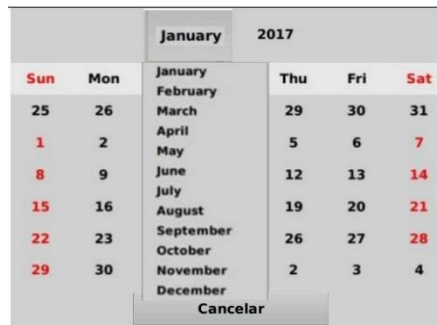 January 2017
Sun Mon Thu Fri Sat
January
February
25 26 March 29 30 31
April
1 2 May 5 6 7
June
8 9 July 12 13 14
15 16 August 19 20 21
September
22 23 October 26 27 28
29 30 November 2 3 4
December
Cancelar